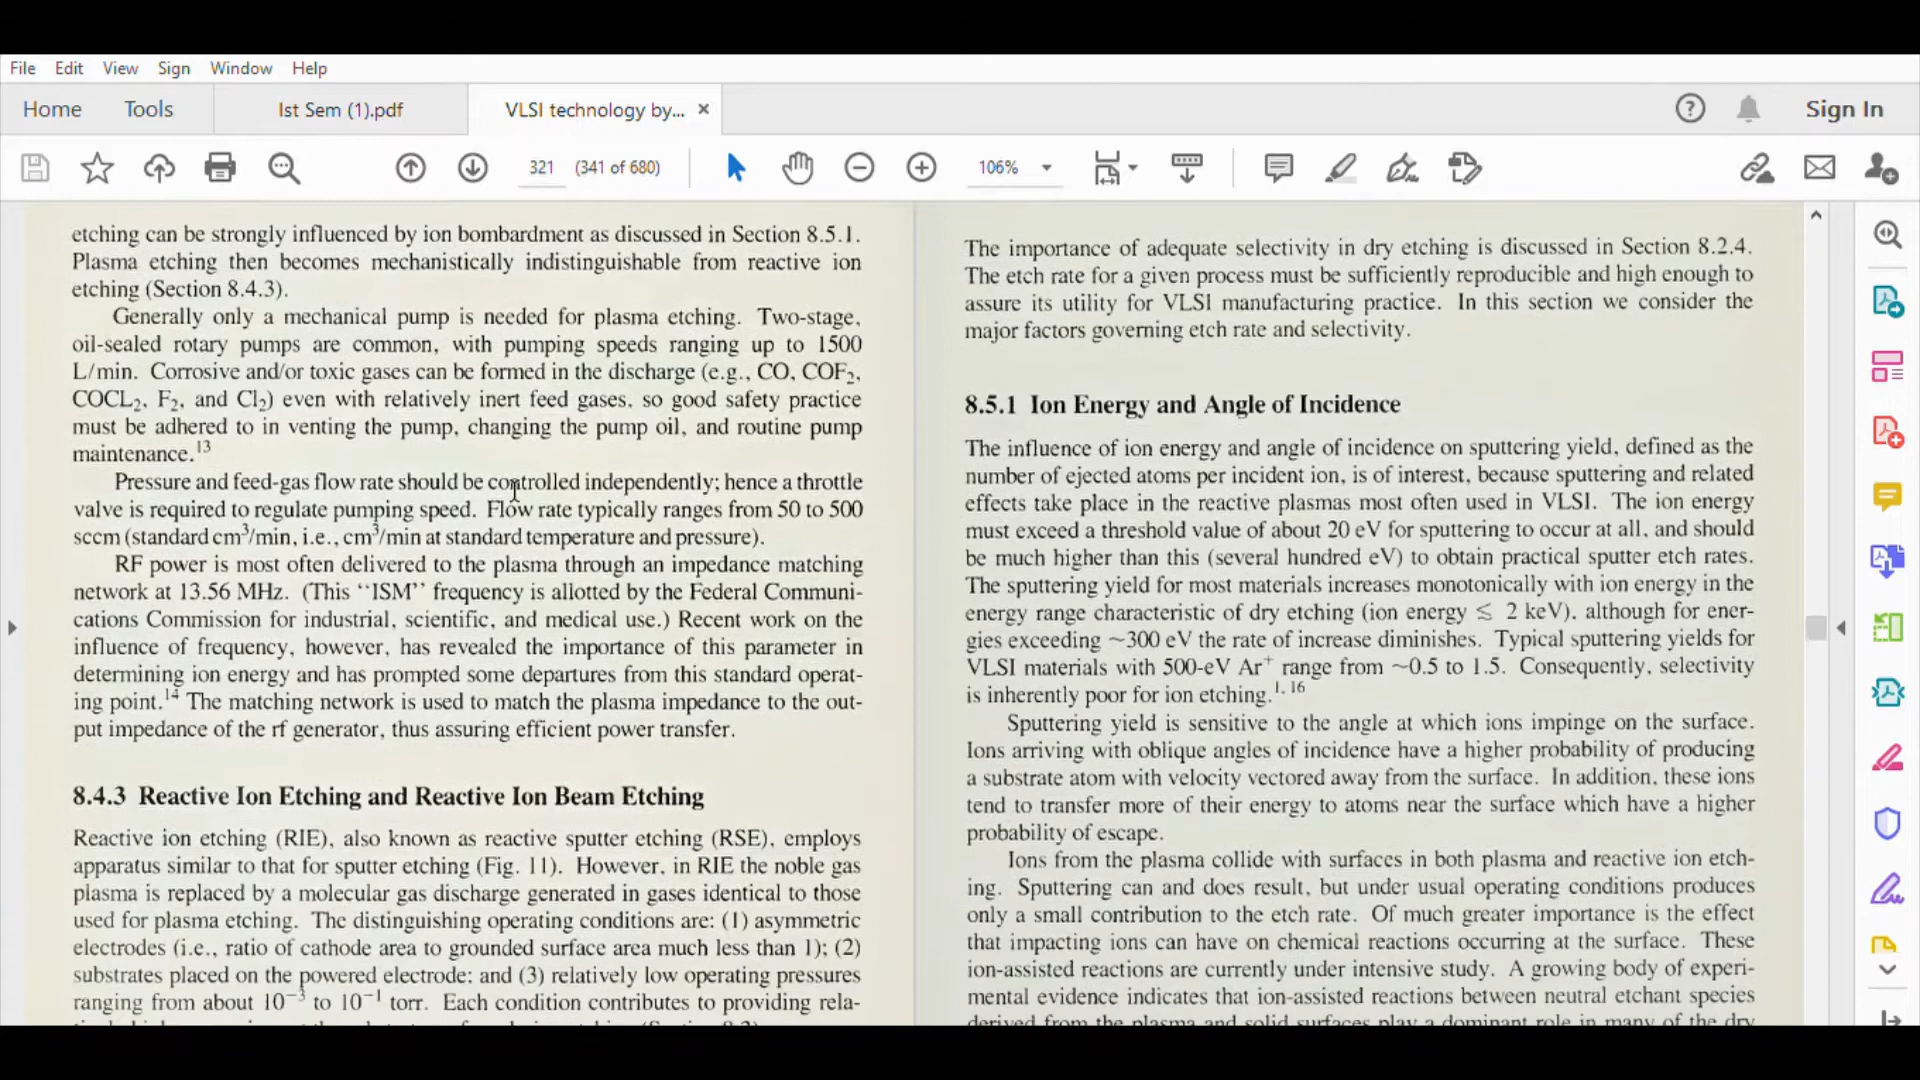 File Edit View Sign Window Help
Home Tools Ist Sem (1).pdf VLSI technology by... × Sign In
321 (341 of 680) 106%
etching can be strongly influenced by ion bombardment as discussed in Section 8.5.1.
Plasma etching then becomes mechanistically indistinguishable from reactive ion
etching (Section 8.4.3).
Generally only a mechanical pump is needed for plasma etching. Two-stage,
oil-sealed rotary pumps are common, with pumping speeds ranging up to 1500
L/min. Corrosive and/or toxic gases can be formed in the discharge (e.g., CO, COF₂,
COCL₂, F₂, and Cl₂) even with relatively inert feed gases, so good safety practice
must be adhered to in venting the pump, changing the pump oil, and routine pump
maintenance.¹³
Pressure and feed-gas flow rate should be controlled independently; hence a throttle
valve is required to regulate pumping speed. Flow rate typically ranges from 50 to 500
sccm (standard cm³/min, i.e., cm³/min at standard temperature and pressure).
RF power is most often delivered to the plasma through an impedance matching
network at 13.56 MHz. (This ‘‘ISM’’ frequency is allotted by the Federal Communi-
cations Commission for industrial, scientific, and medical use.) Recent work on the
influence of frequency, however, has revealed the importance of this parameter in
determining ion energy and has prompted some departures from this standard operat-
ing point.¹⁴ The matching network is used to match the plasma impedance to the out-
put impedance of the rf generator, thus assuring efficient power transfer.
8.4.3 Reactive Ion Etching and Reactive Ion Beam Etching
Reactive ion etching (RIE), also known as reactive sputter etching (RSE), employs
apparatus similar to that for sputter etching (Fig. 11). However, in RIE the noble gas
plasma is replaced by a molecular gas discharge generated in gases identical to those
used for plasma etching. The distinguishing operating conditions are: (1) asymmetric
electrodes (i.e., ratio of cathode area to grounded surface area much less than 1); (2)
substrates placed on the powered electrode; and (3) relatively low operating pressures
ranging from about 10⁻³ to 10⁻¹ torr. Each condition contributes to providing rela-
The importance of adequate selectivity in dry etching is discussed in Section 8.2.4.
The etch rate for a given process must be sufficiently reproducible and high enough to
assure its utility for VLSI manufacturing practice. In this section we consider the
major factors governing etch rate and selectivity.
8.5.1 Ion Energy and Angle of Incidence
The influence of ion energy and angle of incidence on sputtering yield, defined as the
number of ejected atoms per incident ion, is of interest, because sputtering and related
effects take place in the reactive plasmas most often used in VLSI. The ion energy
must exceed a threshold value of about 20 eV for sputtering to occur at all, and should
be much higher than this (several hundred eV) to obtain practical sputter etch rates.
The sputtering yield for most materials increases monotonically with ion energy in the
energy range characteristic of dry etching (ion energy ≤ 2 keV), although for ener-
gies exceeding ~300 eV the rate of increase diminishes. Typical sputtering yields for
VLSI materials with 500-eV Ar⁺ range from ~0.5 to 1.5. Consequently, selectivity
is inherently poor for ion etching.¹,¹⁶
Sputtering yield is sensitive to the angle at which ions impinge on the surface.
Ions arriving with oblique angles of incidence have a higher probability of producing
a substrate atom with velocity vectored away from the surface. In addition, these ions
tend to transfer more of their energy to atoms near the surface which have a higher
probability of escape.
Ions from the plasma collide with surfaces in both plasma and reactive ion etch-
ing. Sputtering can and does result, but under usual operating conditions produces
only a small contribution to the etch rate. Of much greater importance is the effect
that impacting ions can have on chemical reactions occurring at the surface. These
ion-assisted reactions are currently under intensive study. A growing body of experi-
mental evidence indicates that ion-assisted reactions between neutral etchant species
derived from the plasma and solid surfaces play a dominant role in many of the dry